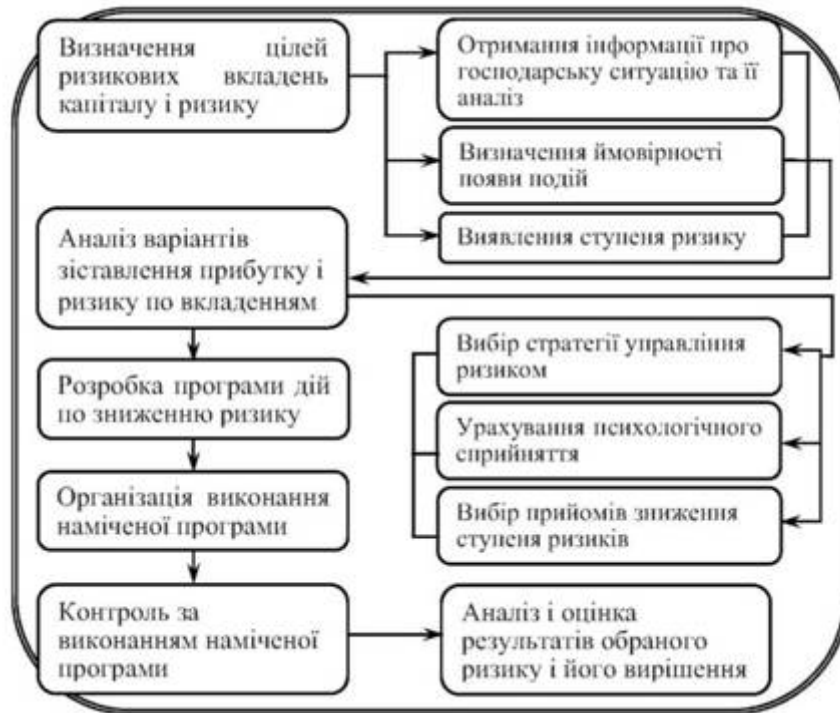 Визначення цілей
ризикових вкладень
капіталу і ризику
Отримання інформації про
господарську ситуацію та її
аналіз
Визначення ймовірності
появи подій
Виявлення ступеня ризику
Аналіз варіантів
зіставлення прибутку і
ризику по вкладенням
Розробка програми дій
по зниженню ризику
Вибір стратегії управління
ризиком
Урахування психологічного
сприйняття
Організація виконання
наміченої програми
Вибір прийомів зниження
ступеня ризиків
Контроль за
виконанням наміченої
програми
Аналіз і оцінка
результатів обраного
ризику і його вирішення